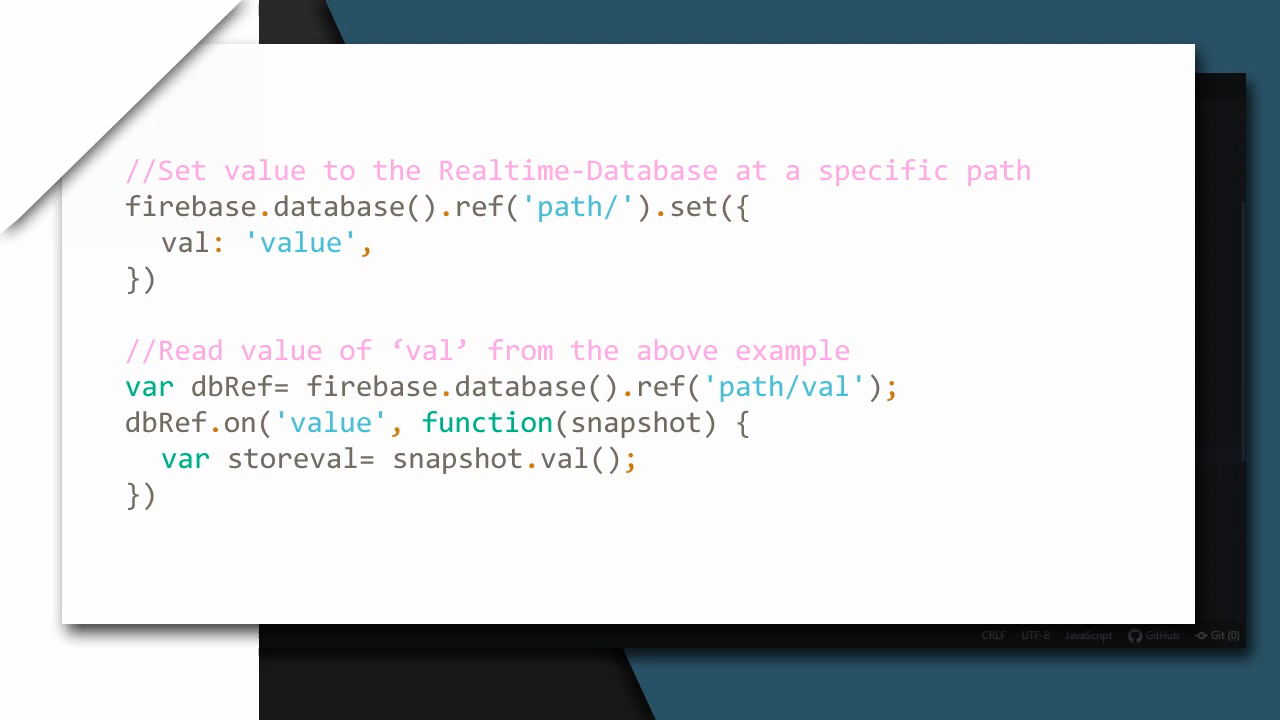 //Set value to the Realtime-Database at a specific path
firebase.database().ref('path/').set({
  val: 'value',
})

//Read value of ‘val’ from the above example
var dbRef= firebase.database().ref('path/val');
dbRef.on('value', function(snapshot) {
  var storeval= snapshot.val();
})
CRLF UTF-8 JavaScript GitHub Git (0)